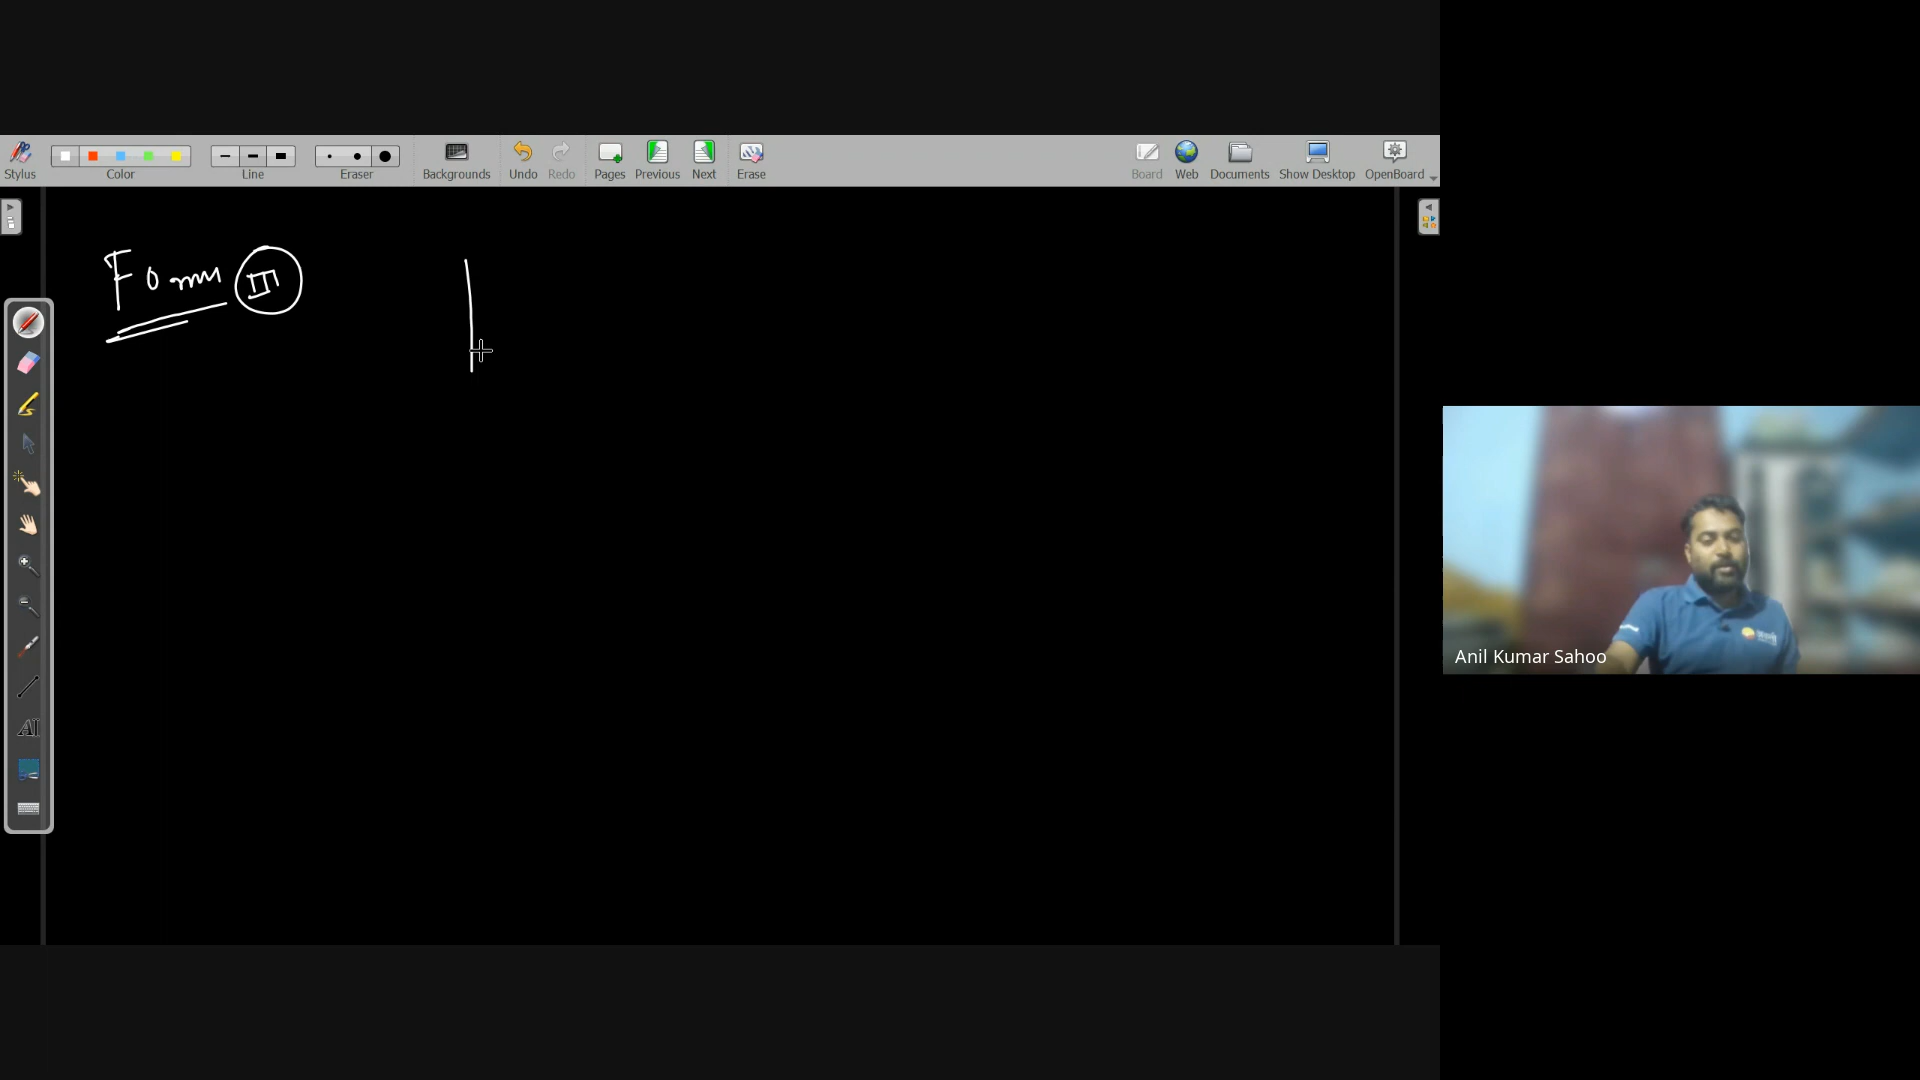 Stylus Color Line Eraser Backgrounds Undo Redo Pages Previous Next Erase Board Web Documents Show Desktop OpenBoard
Form III
AI
Anil Kumar Sahoo